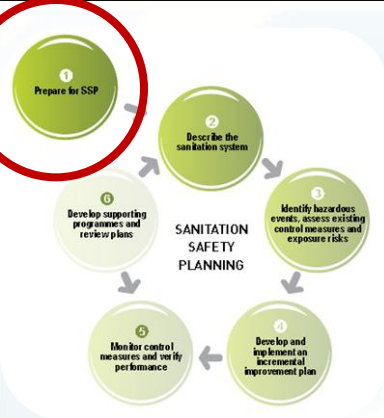 1
Prepare for SSP
2
Describe the
sanitation system
3
Identify hazardous
events, assess existing
control measures and
exposure risks
4
Develop and
implement an
incremental
improvement plan
5
Monitor control
measures and verify
performance
6
Develop supporting
programmes and
review plans
SANITATION
SAFETY
PLANNING